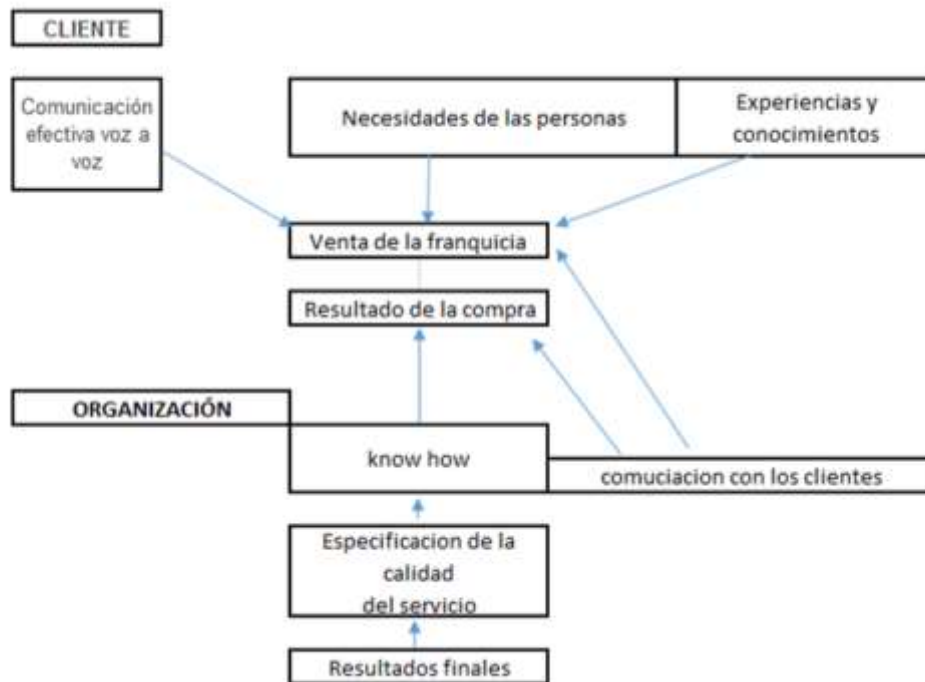 CLIENTE
Comunicación
efectiva voz a
voz
Necesidades de las personas
Experiencias y
conocimientos
Venta de la franquicia
Resultado de la compra
ORGANIZACIÓN
know how
comuciacion con los clientes
Especificacion de la
calidad
del servicio
Resultados finales